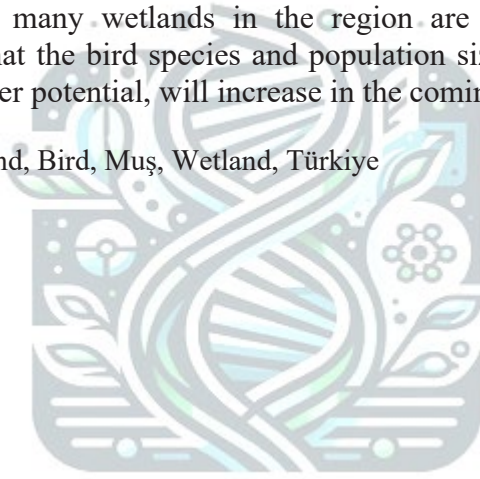 many wetlands in the region are
at the bird species and population si
er potential, will increase in the comin
nd, Bird, Muş, Wetland, Türkiye